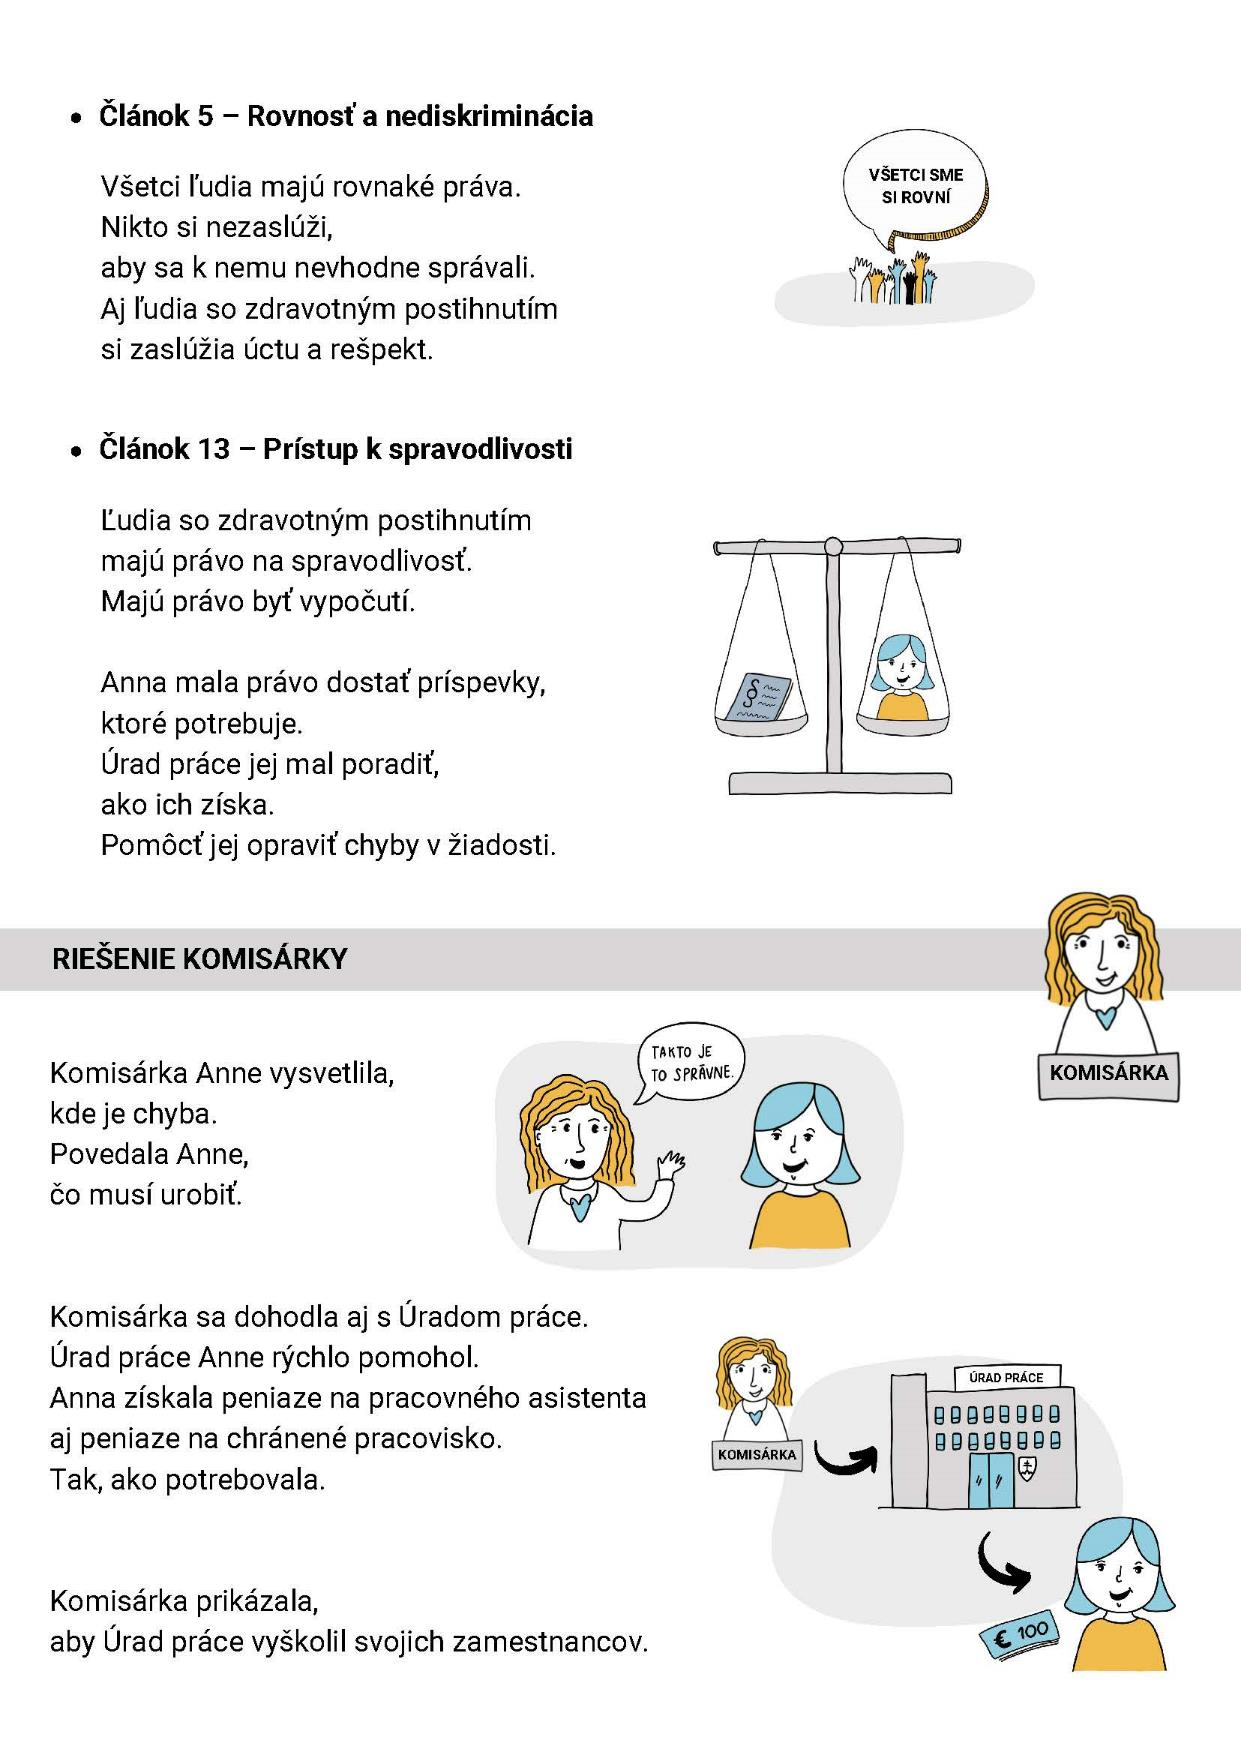 • Článok 5 – Rovnosť a nediskriminácia
Všetci ľudia majú rovnaké práva.
Nikto si nezaslúži,
aby sa k nemu nevhodne správali.
Aj ľudia so zdravotným postihnutím
si zaslúžia úctu a rešpekt.
VŠETCI SME
SI ROVNÍ
• Článok 13 – Prístup k spravodlivosti
Ľudia so zdravotným postihnutím
majú právo na spravodlivosť.
Majú právo byť vypočutí.
Anna mala právo dostať príspevky,
ktoré potrebuje.
Úrad práce jej mal poradiť,
ako ich získa.
Pomôcť jej opraviť chyby v žiadosti.
§
RIEŠENIE KOMISÁRKY
KOMISÁRKA
Komisárka Anne vysvetlila,
kde je chyba.
Povedala Anne,
čo musí urobiť.
TAKTO JE
TO SPRÁVNE.
Komisárka sa dohodla aj s Úradom práce.
Úrad práce Anne rýchlo pomohol.
Anna získala peniaze na pracovného asistenta
aj peniaze na chránené pracovisko.
Tak, ako potrebovala.
KOMISÁRKA
ÚRAD PRÁCE
€ 100
Komisárka prikázala,
aby Úrad práce vyškolil svojich zamestnancov.